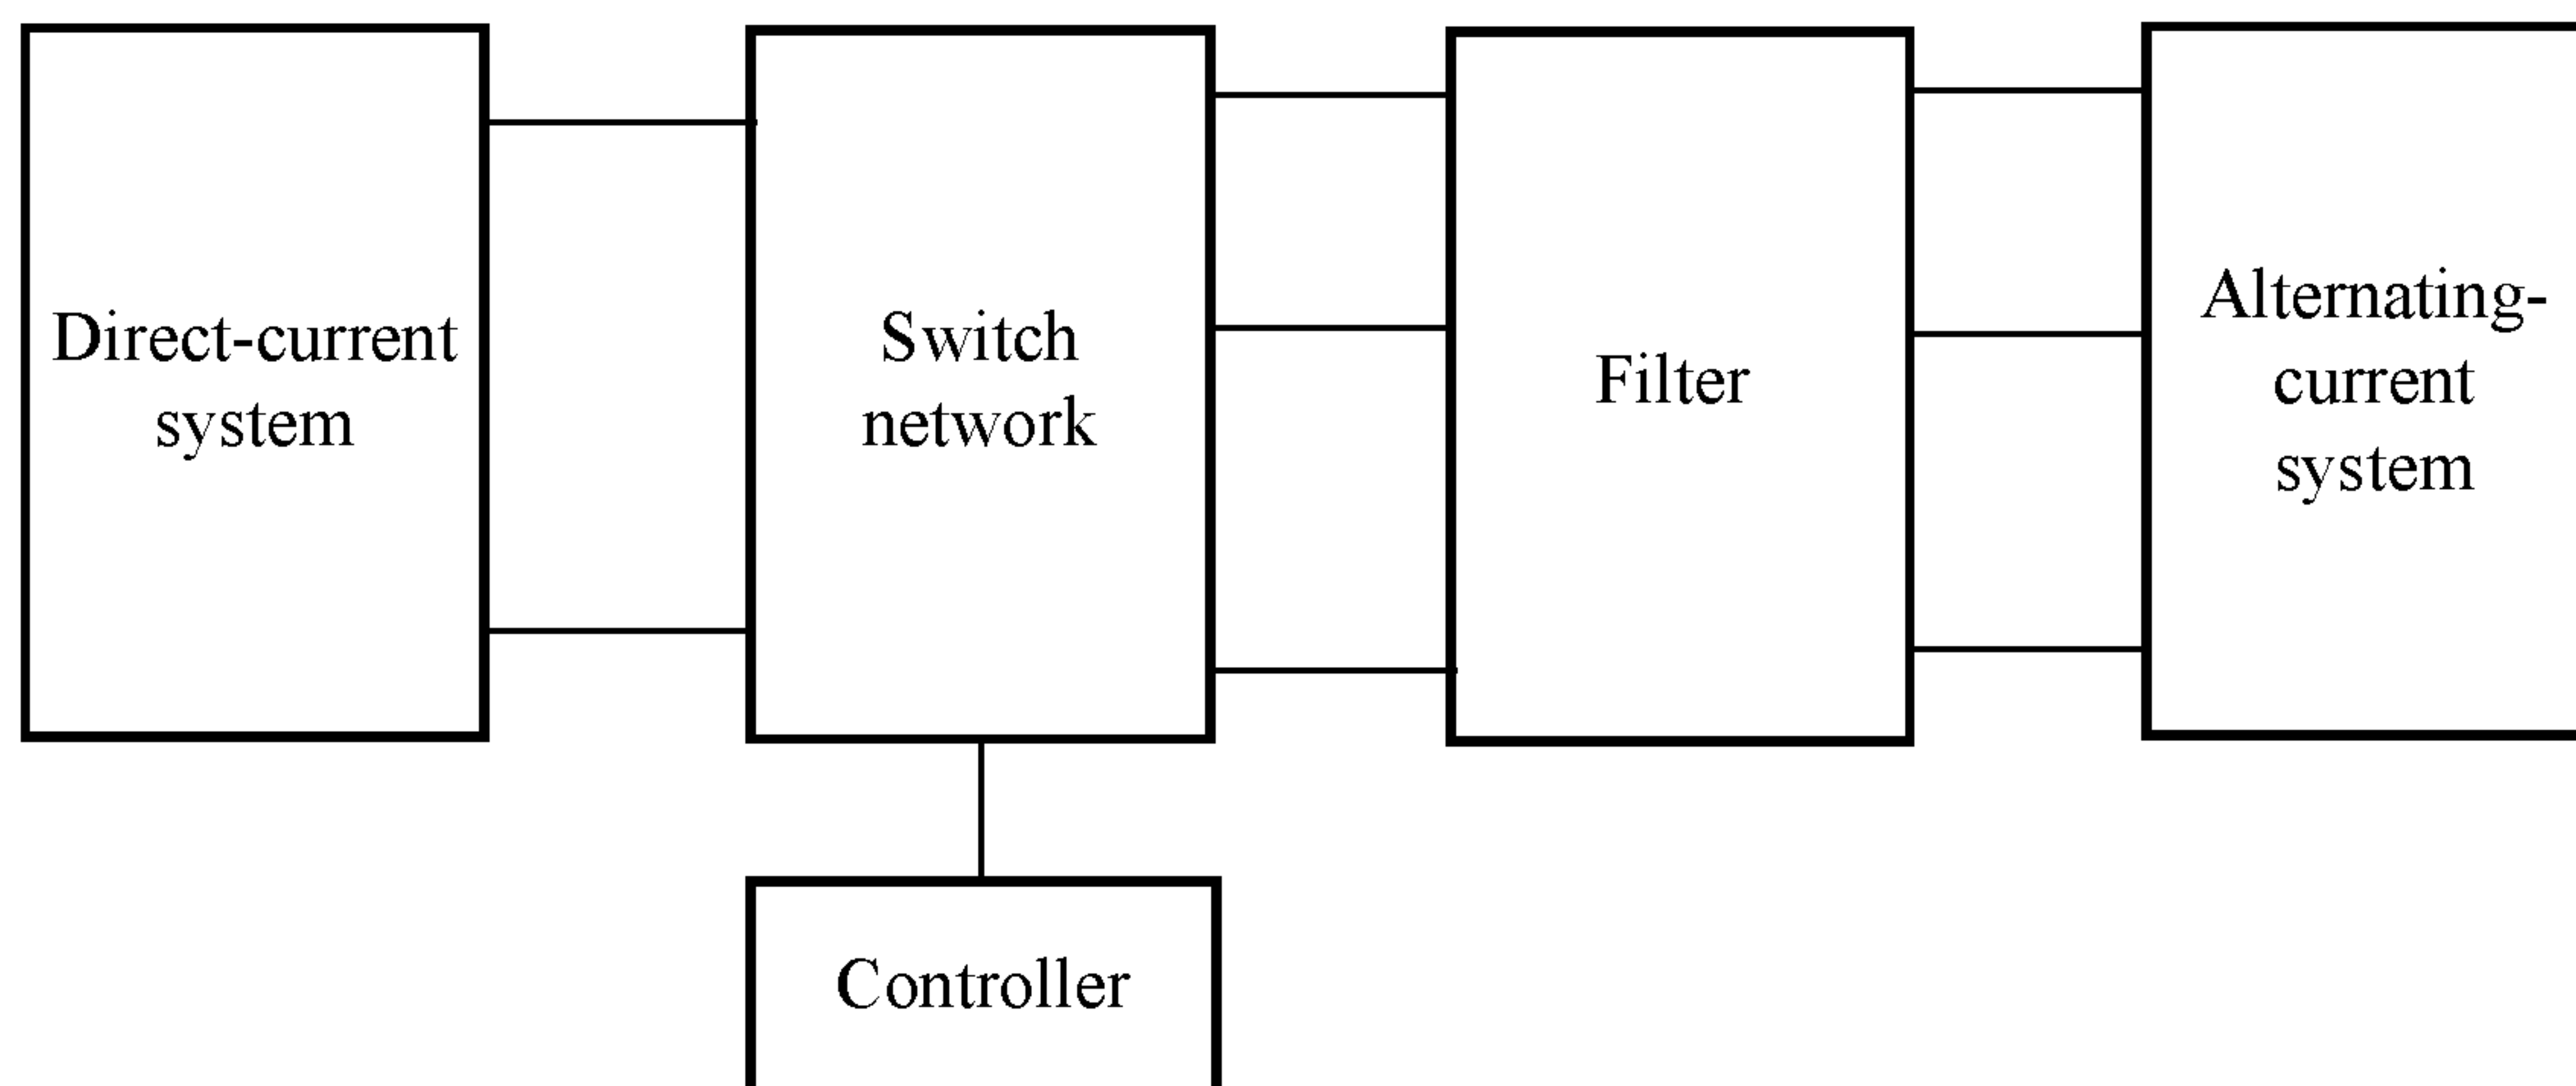 Direct-current
system
Switch
network
Filter
Alternating-
current
system
Controller